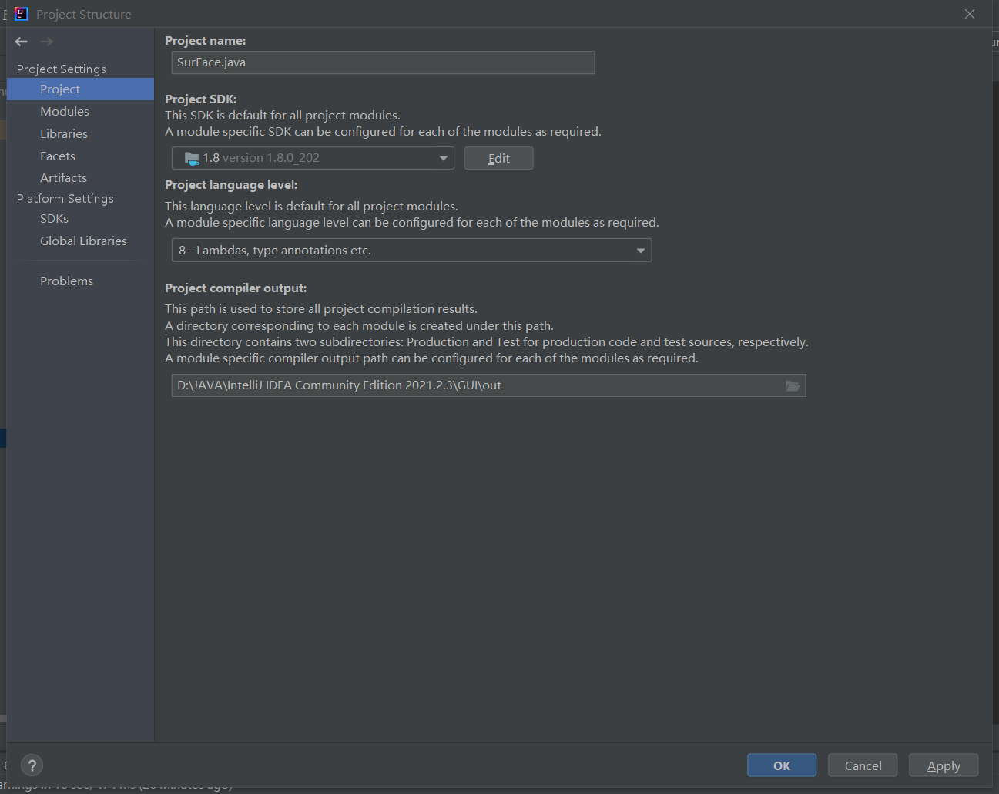 Project Structure
Project Settings
Project
Modules
Libraries
Facets
Artifacts
Platform Settings
SDKs
Global Libraries
Problems
Project name:
SurFace.java
Project SDK:
This SDK is default for all project modules.
A module specific SDK can be configured for each of the modules as required.
1.8 version 1.8.0_202
Edit
Project language level:
This language level is default for all project modules.
A module specific language level can be configured for each of the modules as required.
8 - Lambdas, type annotations etc.
Project compiler output:
This path is used to store all project compilation results.
A directory corresponding to each module is created under this path.
This directory contains two subdirectories: Production and Test for production code and test sources, respectively.
A module specific compiler output path can be configured for each of the modules as required.
D:\JAVA\IntelliJ IDEA Community Edition 2021.2.3\GUI\out
?
OK
Cancel
Apply